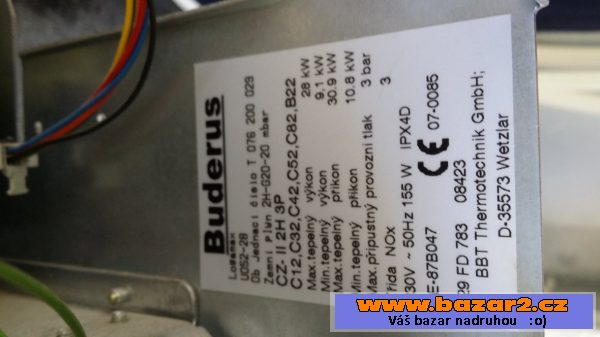 Buderus
Logamax
U052-28
Ob jednací číslo T 076 200 029
Zemní Plyn 2H-G20-20 mbar
CZ- II 2H 3P
C12,C32,C42,C52,C82,B22
Max.tepelný výkon 28 kW
Min.tepelný výkon 9.1 kW
Max.tepelný příkon 30.9 kW
Min.tepelný příkon 10.8 kW
Max.připustný provozní tlak 3 bar
řída NOx 3
30V ~ 50Hz 155 W IPX4D
CE 07-0085
E-87B047
29 FD 783 08423
BBT Thermotechnik GmbH;
D-35573 Wetzlar
www.bazar2.cz
Váš bazar nadruhou :o)